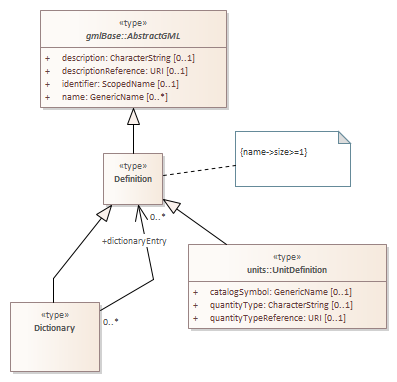 «type»
gmlBase::AbstractGML
+ description: CharacterString [0..1]
+ descriptionReference: URI [0..1]
+ identifier: ScopedName [0..1]
+ name: GenericName [0..*]
«type»
Definition
{name->size>=1}
0..*
+dictionaryEntry
«type»
units::UnitDefinition
+ catalogSymbol: GenericName [0..1]
+ quantityType: CharacterString [0..1]
+ quantityTypeReference: URI [0..1]
«type»
Dictionary
0..*